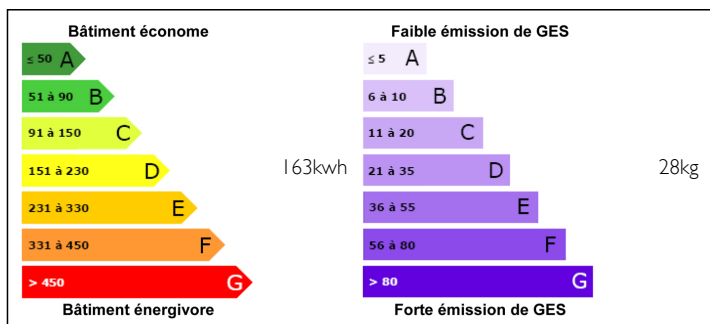 Bâtiment économe
≤ 50 A
51 à 90 B
91 à 150 C
151 à 230 D
163kwh
231 à 330 E
331 à 450 F
> 450 G
Bâtiment énergivore
Faible émission de GES
≤ 5 A
6 à 10 B
11 à 20 C
21 à 35 D
28kg
36 à 55 E
56 à 80 F
> 80 G
Forte émission de GES